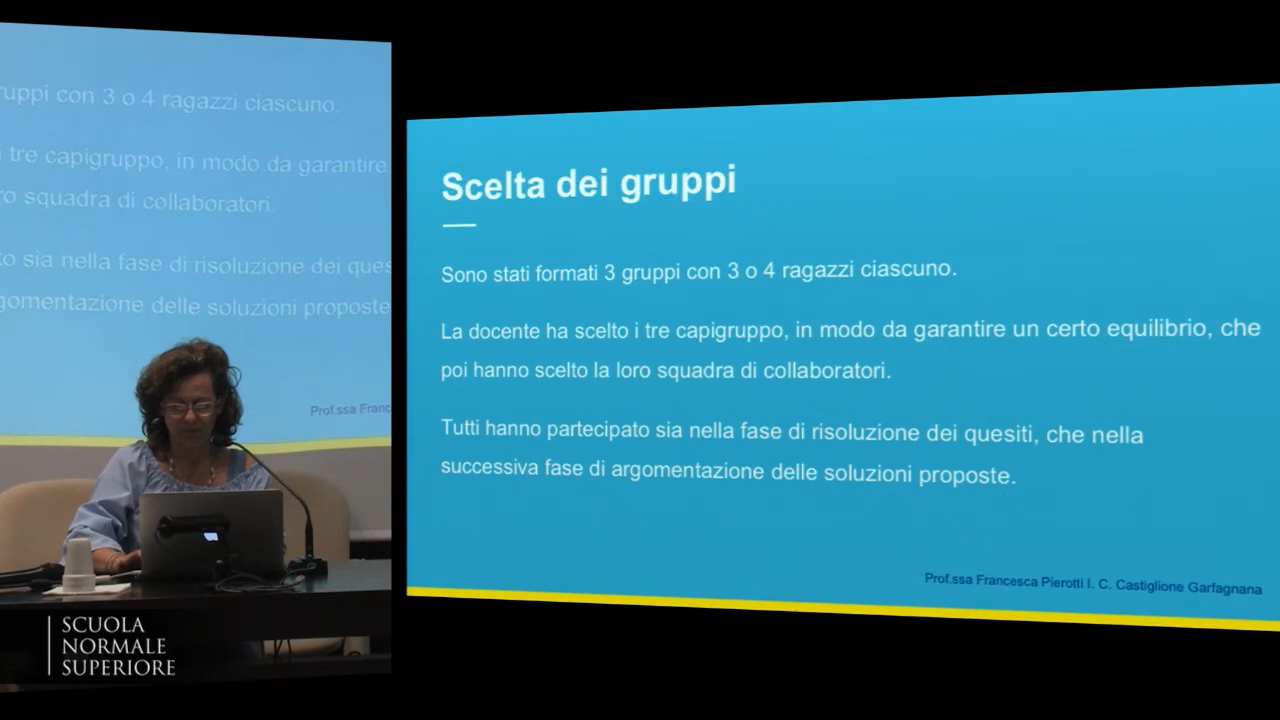 ruppi con 3 o 4 ragazzi ciascuno.
i tre capigruppo, in modo da garantire
ro squadra di collaboratori.
to sia nella fase di risoluzione dei ques
gomentazione delle soluzioni proposte
Prof.ssa Franc
SCUOLA
NORMALE
SUPERIORE
Scelta dei gruppi
Sono stati formati 3 gruppi con 3 o 4 ragazzi ciascuno.
La docente ha scelto i tre capigruppo, in modo da garantire un certo equilibrio, che
poi hanno scelto la loro squadra di collaboratori.
Tutti hanno partecipato sia nella fase di risoluzione dei quesiti, che nella
successiva fase di argomentazione delle soluzioni proposte.
Prof.ssa Francesca Pierotti I. C. Castiglione Garfagnana